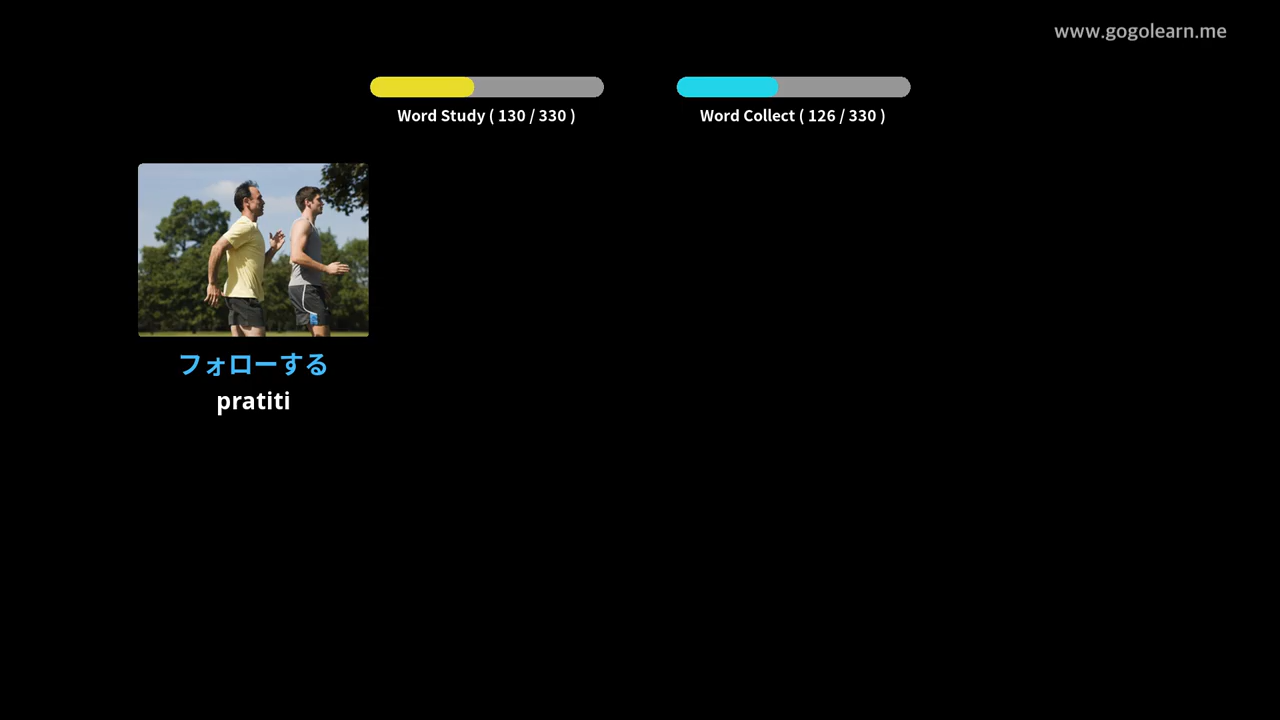 www.gogolearn.me
Word Study ( 130 / 330 )
Word Collect ( 126 / 330 )
フォローする
pratiti